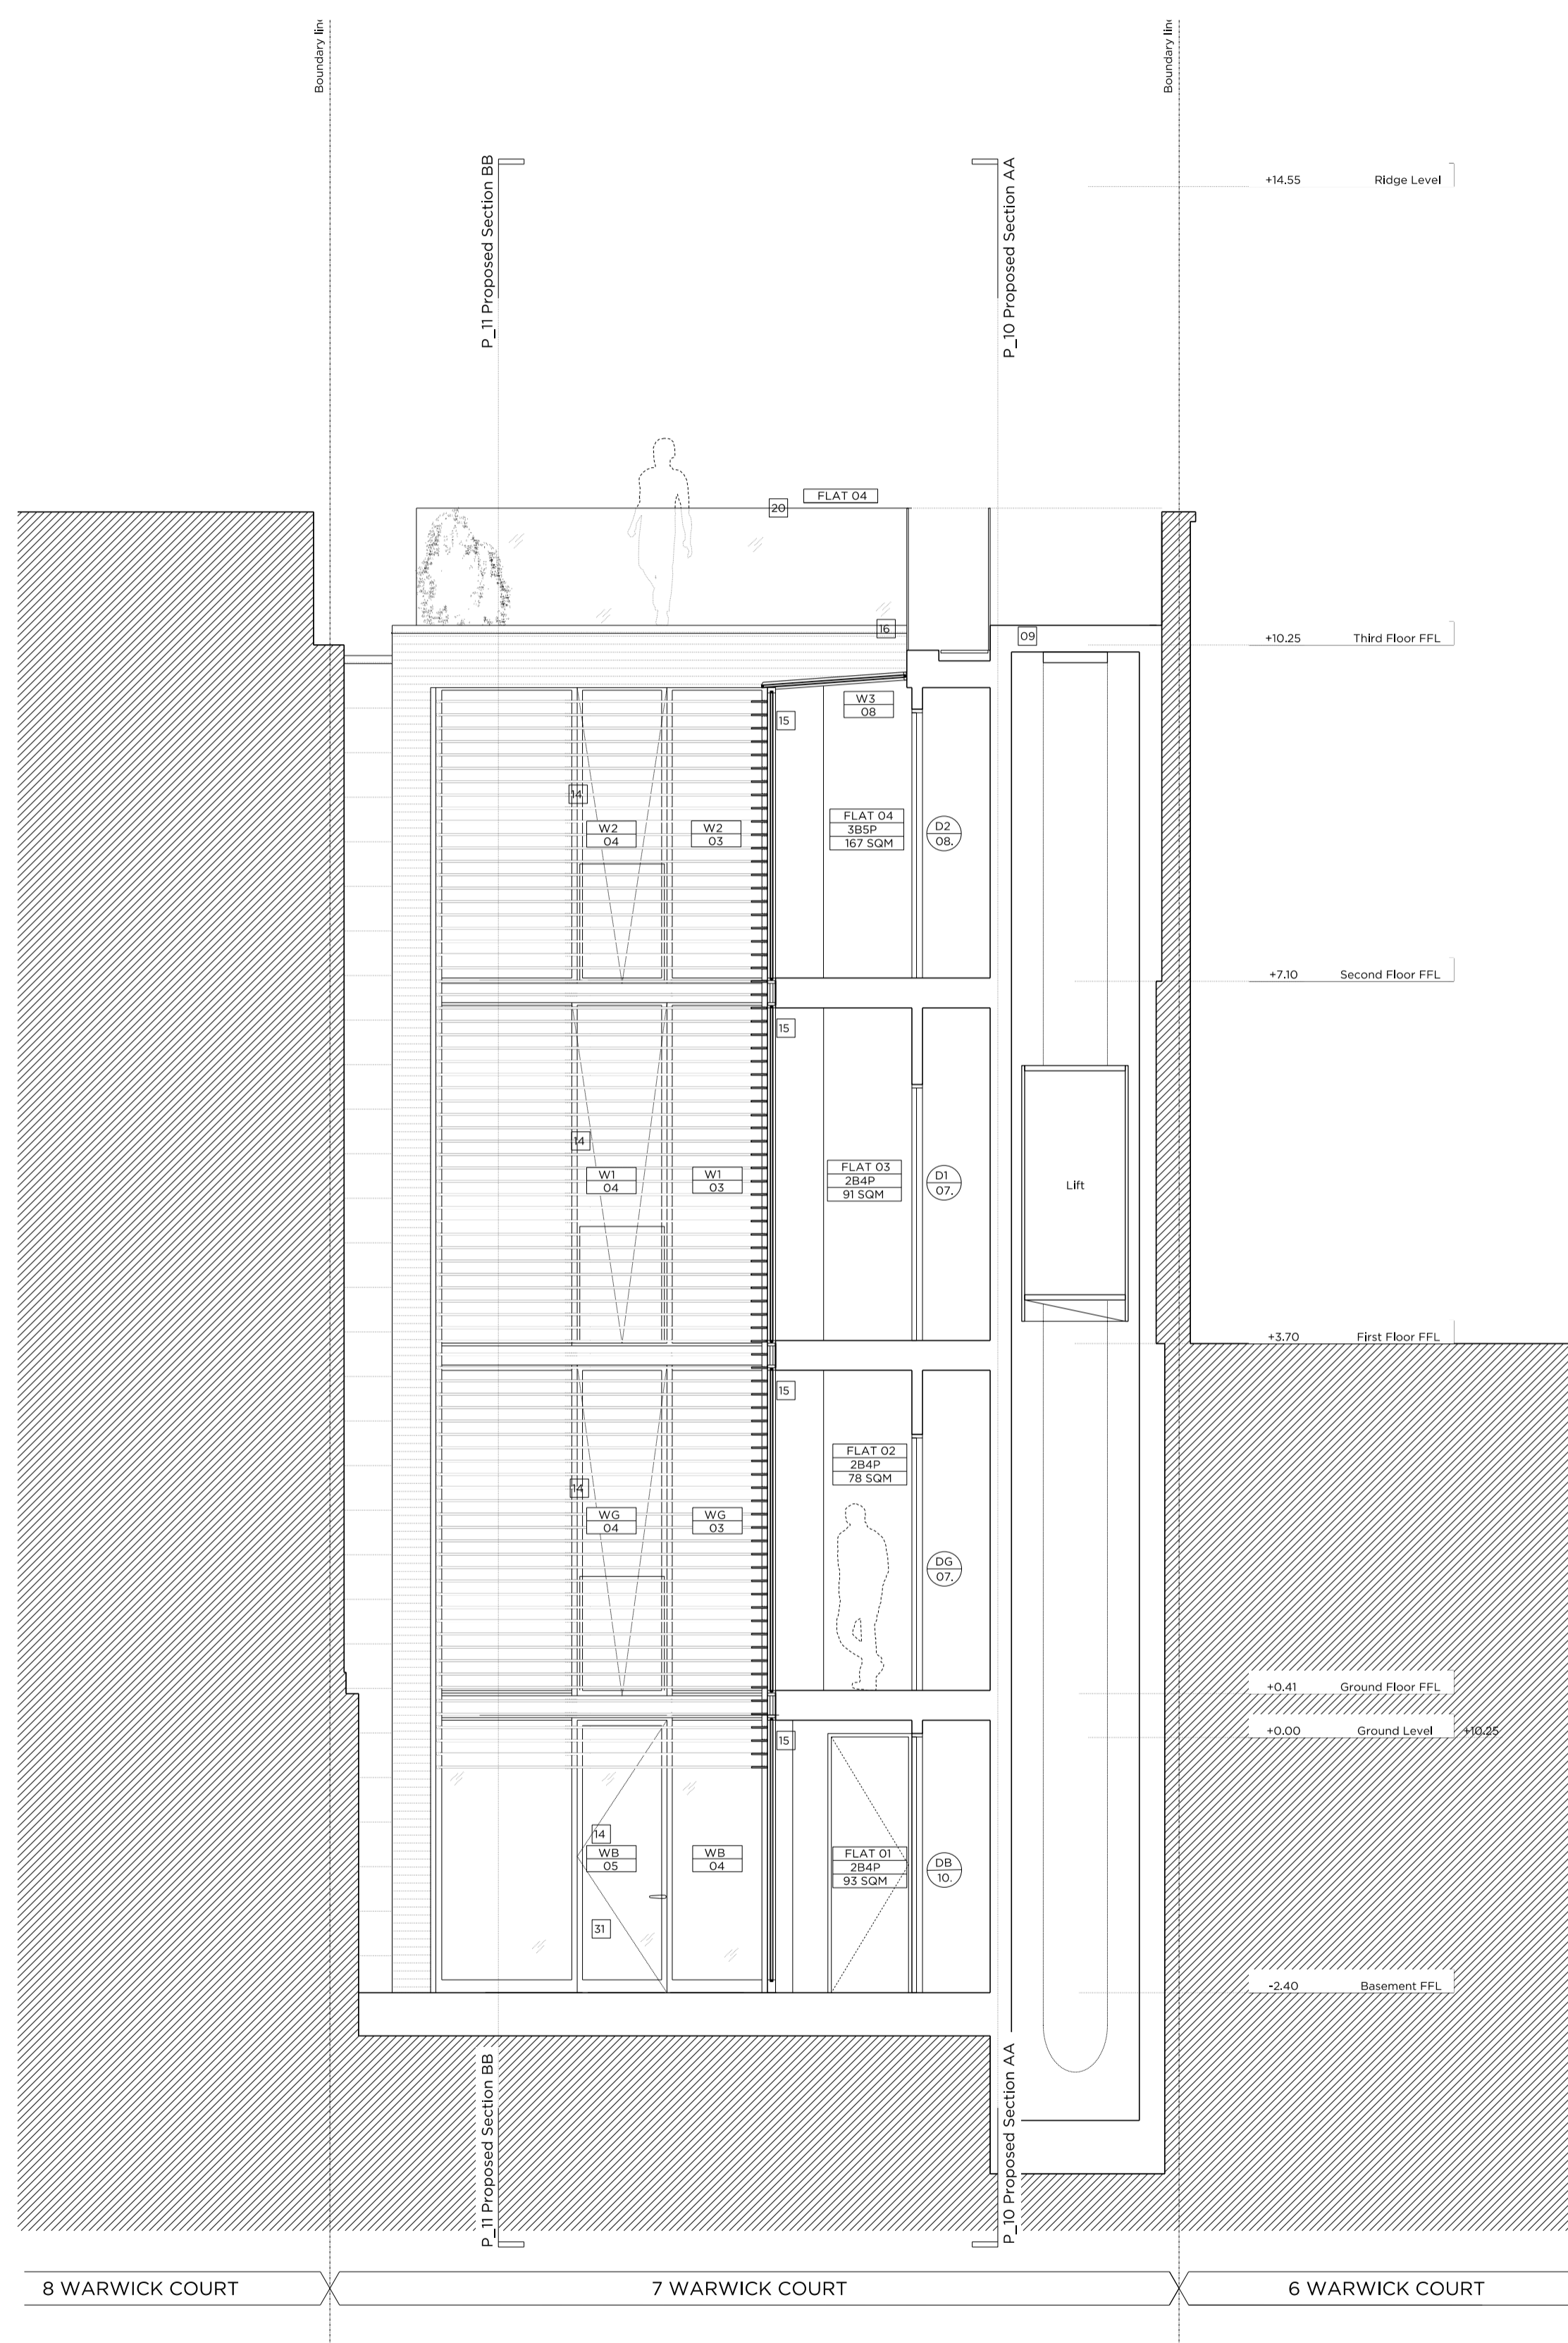 Boundary lin
Boundary lin
P_11 Proposed Section BB
P_10 Proposed Section AA
+14.55 Ridge Level
FLAT 04
20
16
09
+10.25 Third Floor FFL
W3
08
15
14
W2
04
W2
03
FLAT 04
3B5P
167 SQM
D2
08.
+7.10 Second Floor FFL
15
14
W1
04
W1
03
FLAT 03
2B4P
91 SQM
D1
07.
Lift
+3.70 First Floor FFL
15
FLAT 02
2B4P
78 SQM
14
WG
04
WG
03
DG
07.
+0.41 Ground Floor FFL
+0.00 Ground Level +10.25
15
14
WB
05
WB
04
FLAT 01
2B4P
93 SQM
DB
10.
31
-2.40 Basement FFL
P_11 Proposed Section BB
P_10 Proposed Section AA
8 WARWICK COURT
7 WARWICK COURT
6 WARWICK COURT